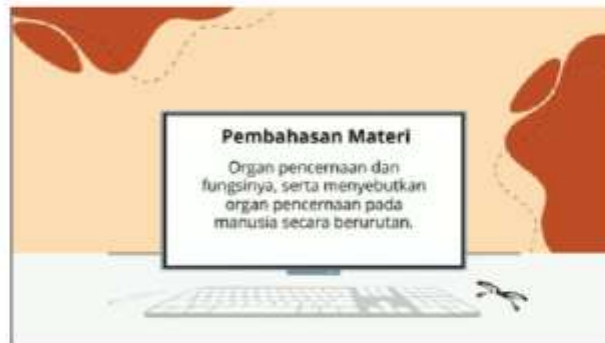 Pembahasan Materi
Organ pencernaan dan
fungsinya, serta menyebutkan
organ pencernaan pada
manusia secara berurutan.